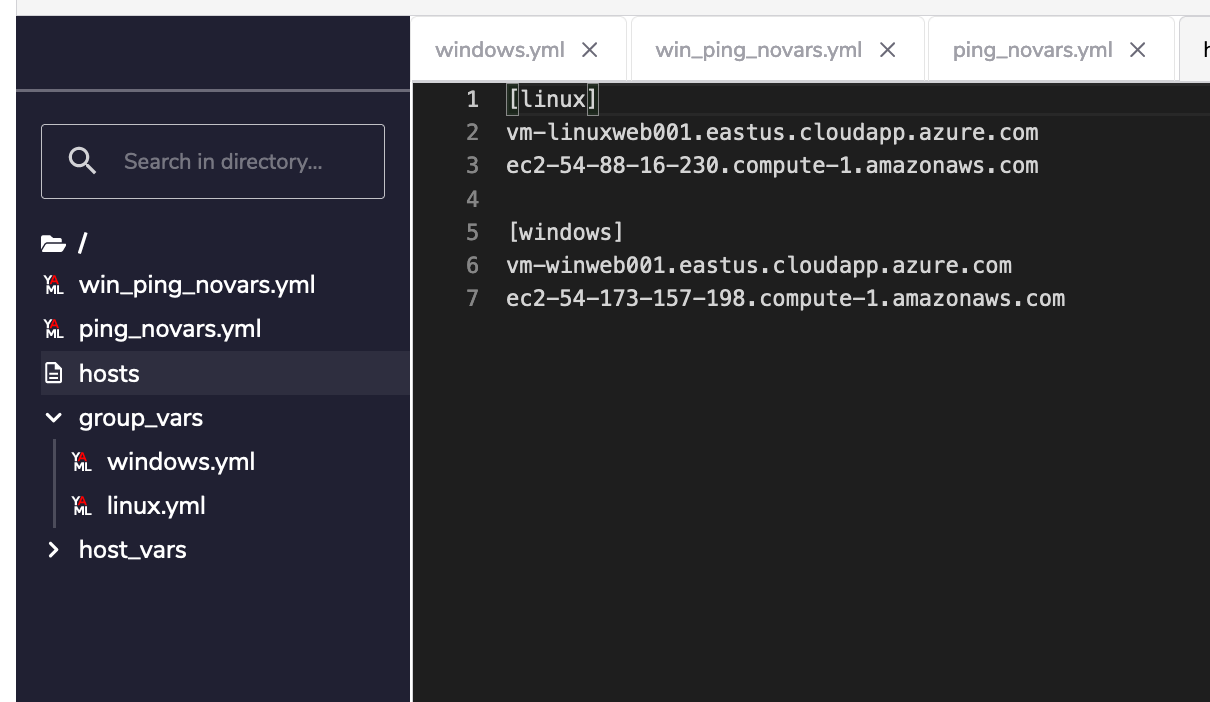 windows.yml
win_ping_novars.yml
ping_novars.yml
Search in directory...
/
win_ping_novars.yml
ping_novars.yml
hosts
group_vars
windows.yml
linux.yml
host_vars
1 [linux]
2 vm-linuxweb001.eastus.cloudapp.azure.com
3 ec2-54-88-16-230.compute-1.amazonaws.com
4
5 [windows]
6 vm-winweb001.eastus.cloudapp.azure.com
7 ec2-54-173-157-198.compute-1.amazonaws.com